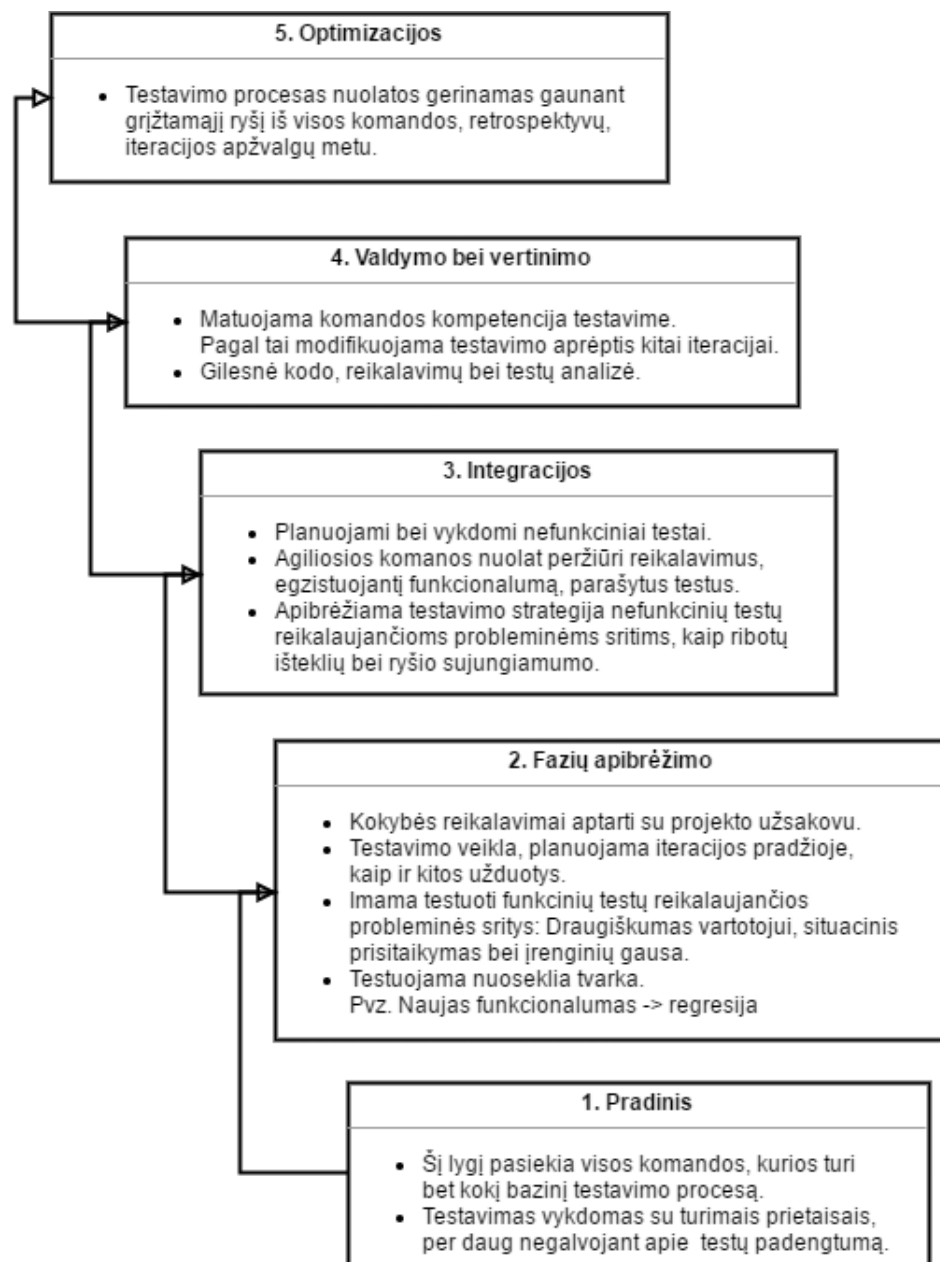 5. Optimizacijos
• Testavimo procesas nuolatos gerinamas gaunant
grįžtamąjį ryšį iš visos komandos, retrospektyvų,
iteracijos apžvalgų metu.
4. Valdymo bei vertinimo
• Matuojama komandos kompetencija testavime.
Pagal tai modifikuojama testavimo aprėptis kitai iteracijai.
• Gilesnė kodo, reikalavimų bei testų analizė.
3. Integracijos
• Planuojami bei vykdomi nefunkciniai testai.
• Agiliosios komanos nuolat peržiūri reikalavimus,
egzistuojantį funkcionalumą, parašytus testus.
• Apibrėžiama testavimo strategija nefunkcinių testų
reikalaujančioms probleminėms sritims, kaip ribotų
išteklių bei ryšio sujungiamumo.
2. Fazių apibrėžimo
• Kokybės reikalavimai aptarti su projekto užsakovu.
• Testavimo veikla, planuojama iteracijos pradžioje,
kaip ir kitos užduotys.
• Imama testuoti funkcinių testų reikalaujančios
probleminės sritys: Draugiškumas vartotojui, situacinis
prisitaikymas bei įrenginių gausa.
• Testuojama nuoseklia tvarka.
Pvz. Naujas funkcionalumas -> regresija
1. Pradinis
• Šį lygį pasiekia visos komandos, kurios turi
bet kokį bazinį testavimo procesą.
• Testavimas vykdomas su turimais prietaisais,
per daug negalvojant apie testų padengtumą.